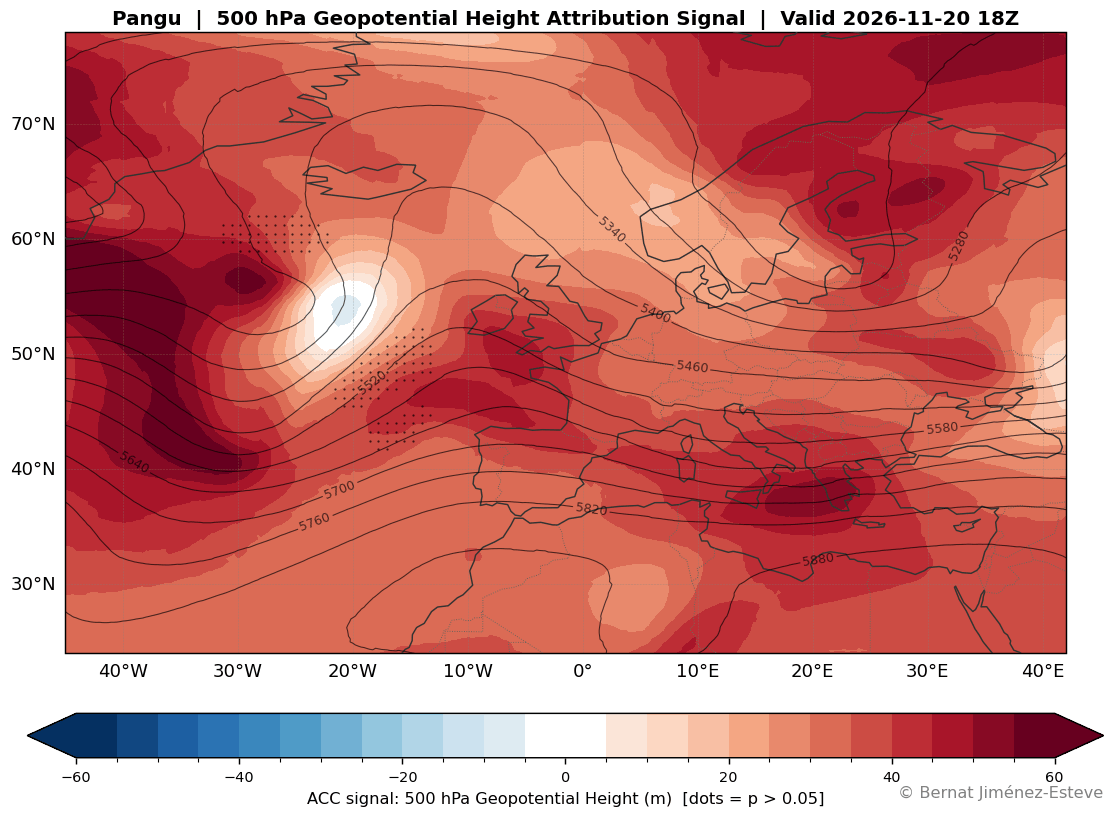 Pangu | 500 hPa Geopotential Height Attribution Signal | Valid 2026-11-20 18Z
70°N
60°N
50°N
40°N
30°N
5340
5280
5400
5460
5520
5580
5640
5700
5760
5820
5880
40°W 30°W 20°W 10°W 0° 10°E 20°E 30°E 40°E
−60 −40 −20 0 20 40 60
ACC signal: 500 hPa Geopotential Height (m) [dots = p > 0.05]
© Bernat Jiménez-Esteve